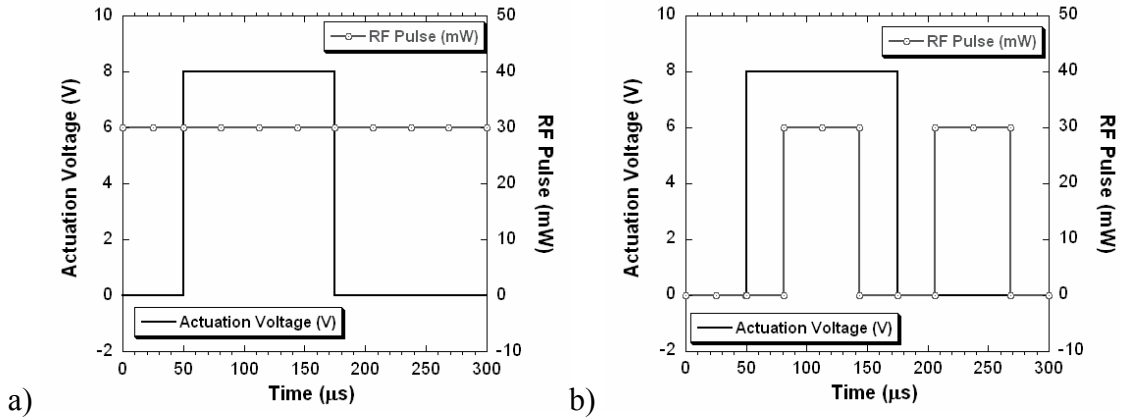 10
8
6
4
2
0
-2
Actuation Voltage (V)
RF Pulse (mW)
Actuation Voltage (V)
50
40
30
20
10
0
-10
RF Pulse (mW)
0 50 100 150 200 250 300
Time (μs)
a)
10
8
6
4
2
0
-2
Actuation Voltage (V)
RF Pulse (mW)
Actuation Voltage (V)
50
40
30
20
10
0
-10
RF Pulse (mW)
0 50 100 150 200 250 300
Time (μs)
b)